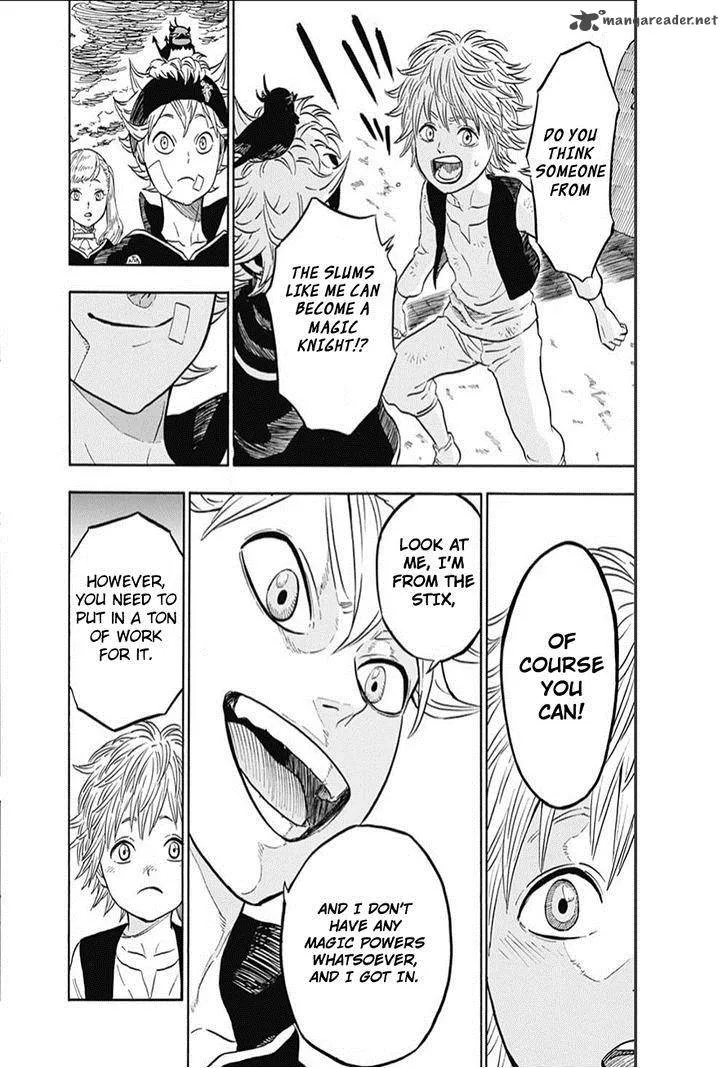 mangareader.net
DO YOU
THINK
SOMEONE
FROM
THE SLUMS
LIKE ME CAN
BECOME A
MAGIC
KNIGHT!?
OF
COURSE
YOU
CAN!
LOOK AT
ME, I'M
FROM THE
STIX,
AND I DON'T
HAVE ANY
MAGIC POWERS
WHATSOEVER,
AND I GOT IN.
HOWEVER,
YOU NEED TO
PUT IN A TON
OF WORK
FOR IT.